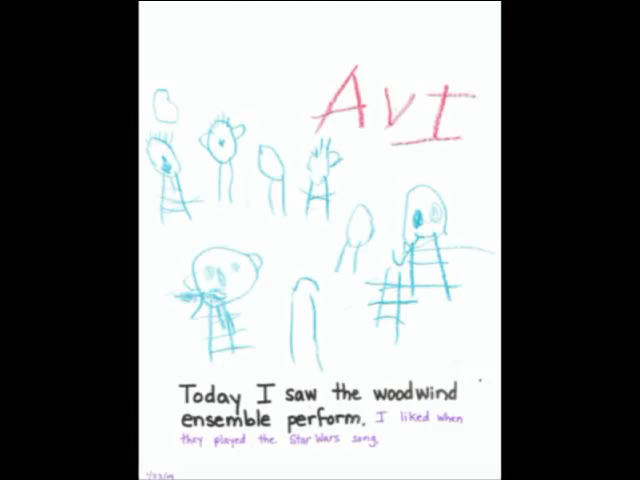 AVI
Today I saw the woodwind
ensemble perform. I liked when
they played the Star Wars song.